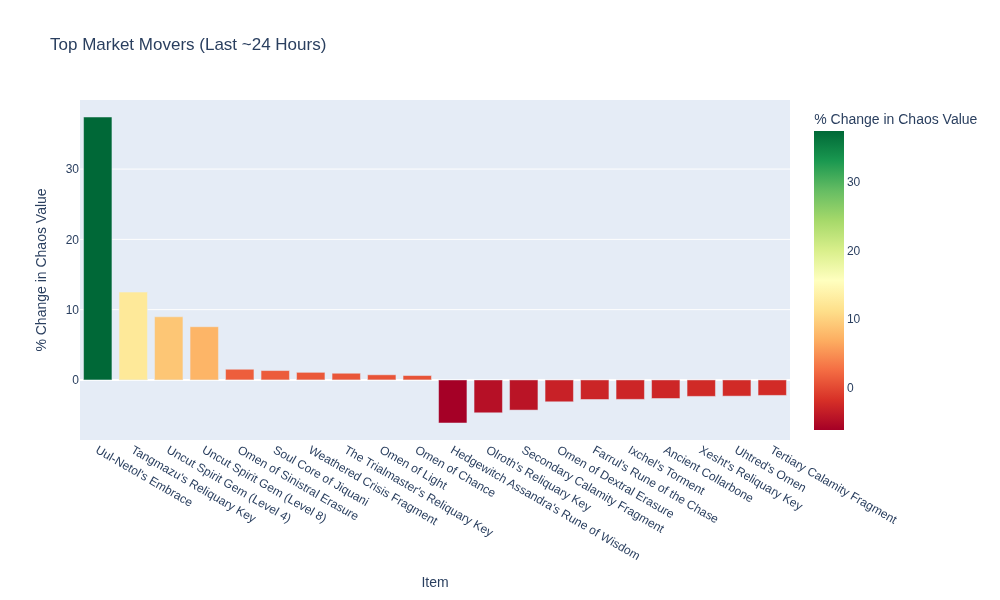 Top Market Movers (Last ~24 Hours)
% Change in Chaos Value
30
20
10
0
Uul-Netol's Embrace
Tangmazu's Reliquary Key
Uncut Spirit Gem (Level 4)
Uncut Spirit Gem (Level 8)
Omen of Sinistral Erasure
Soul Core of Jiquani
Weathered Crisis Fragment
The Trialmaster's Reliquary Key
Omen of Light
Omen of Chance
Hedgewitch Assandra's Rune of Wisdom
Olroth's Reliquary Key
Secondary Calamity Fragment
Omen of Dextral Erasure
Farrul's Rune of the Chase
Ixchel's Torment
Ancient Collarbone
Xesht's Reliquary Key
Uhtred's Omen
Tertiary Calamity Fragment
Item
% Change in Chaos Value
30
20
10
0